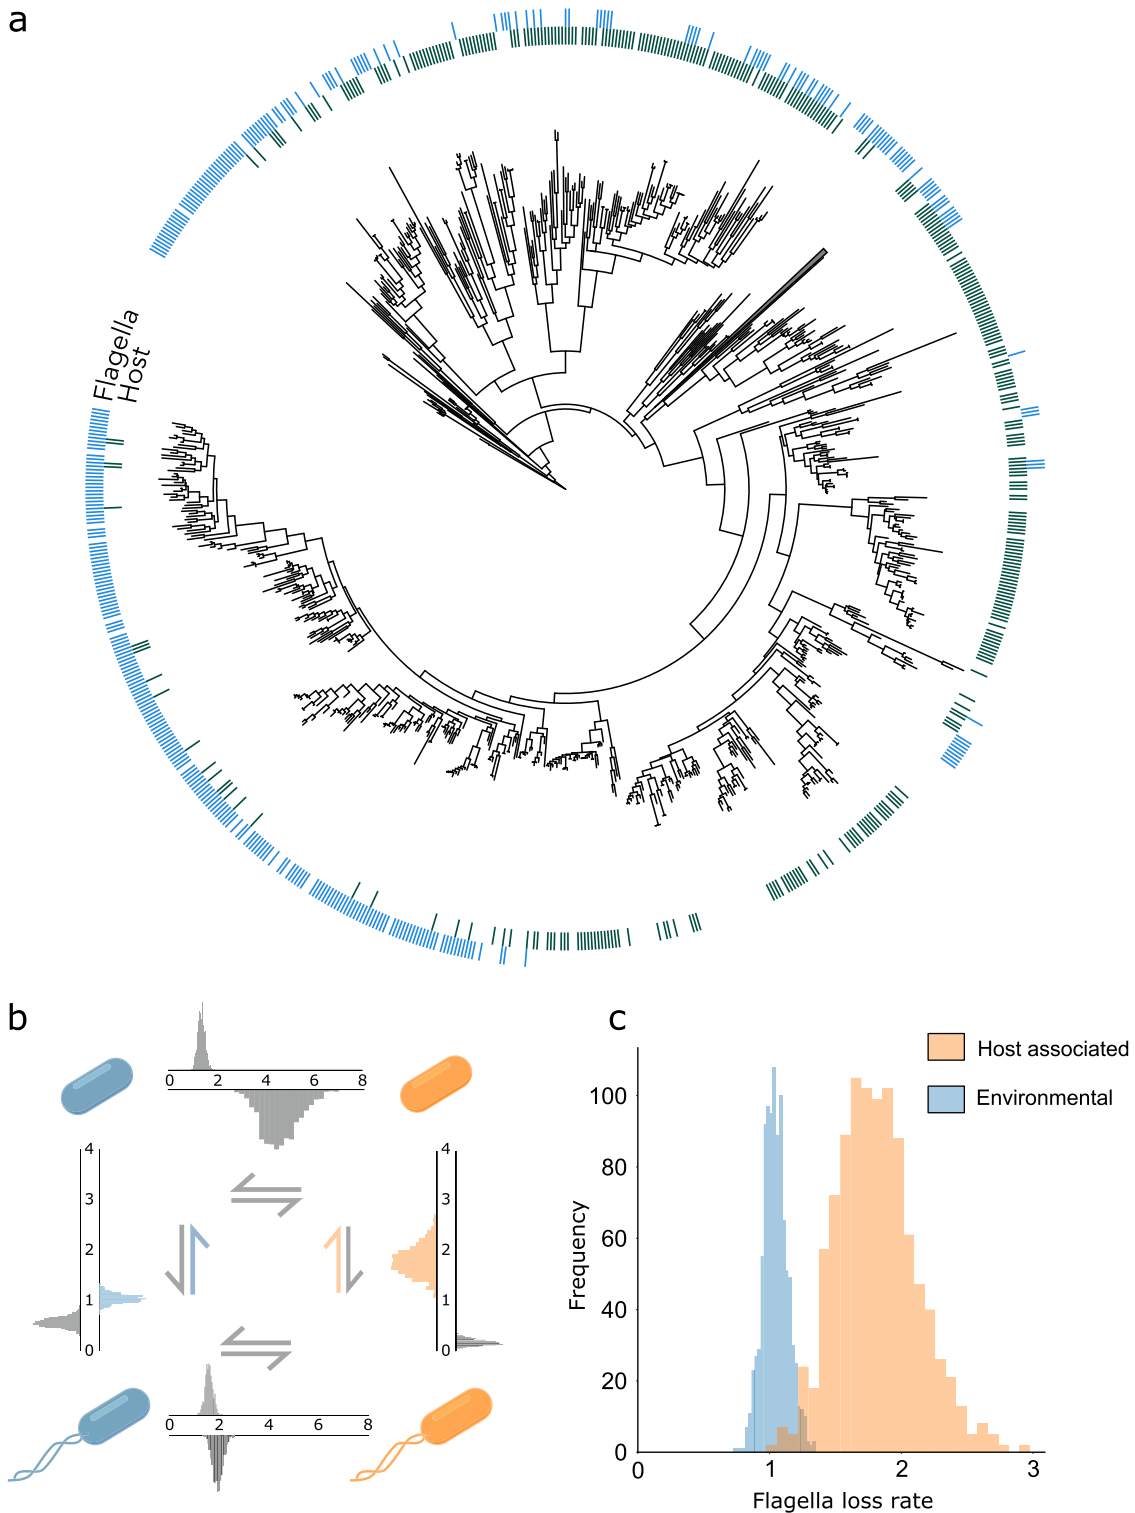 a
Flagella
Host
b
0 2 4 6 8
4
3
2
1
0
4
3
2
1
0
0 2 4 6 8
c
Host associated
Environmental
Frequency
100
80
60
40
20
0
0 1 2 3
Flagella loss rate